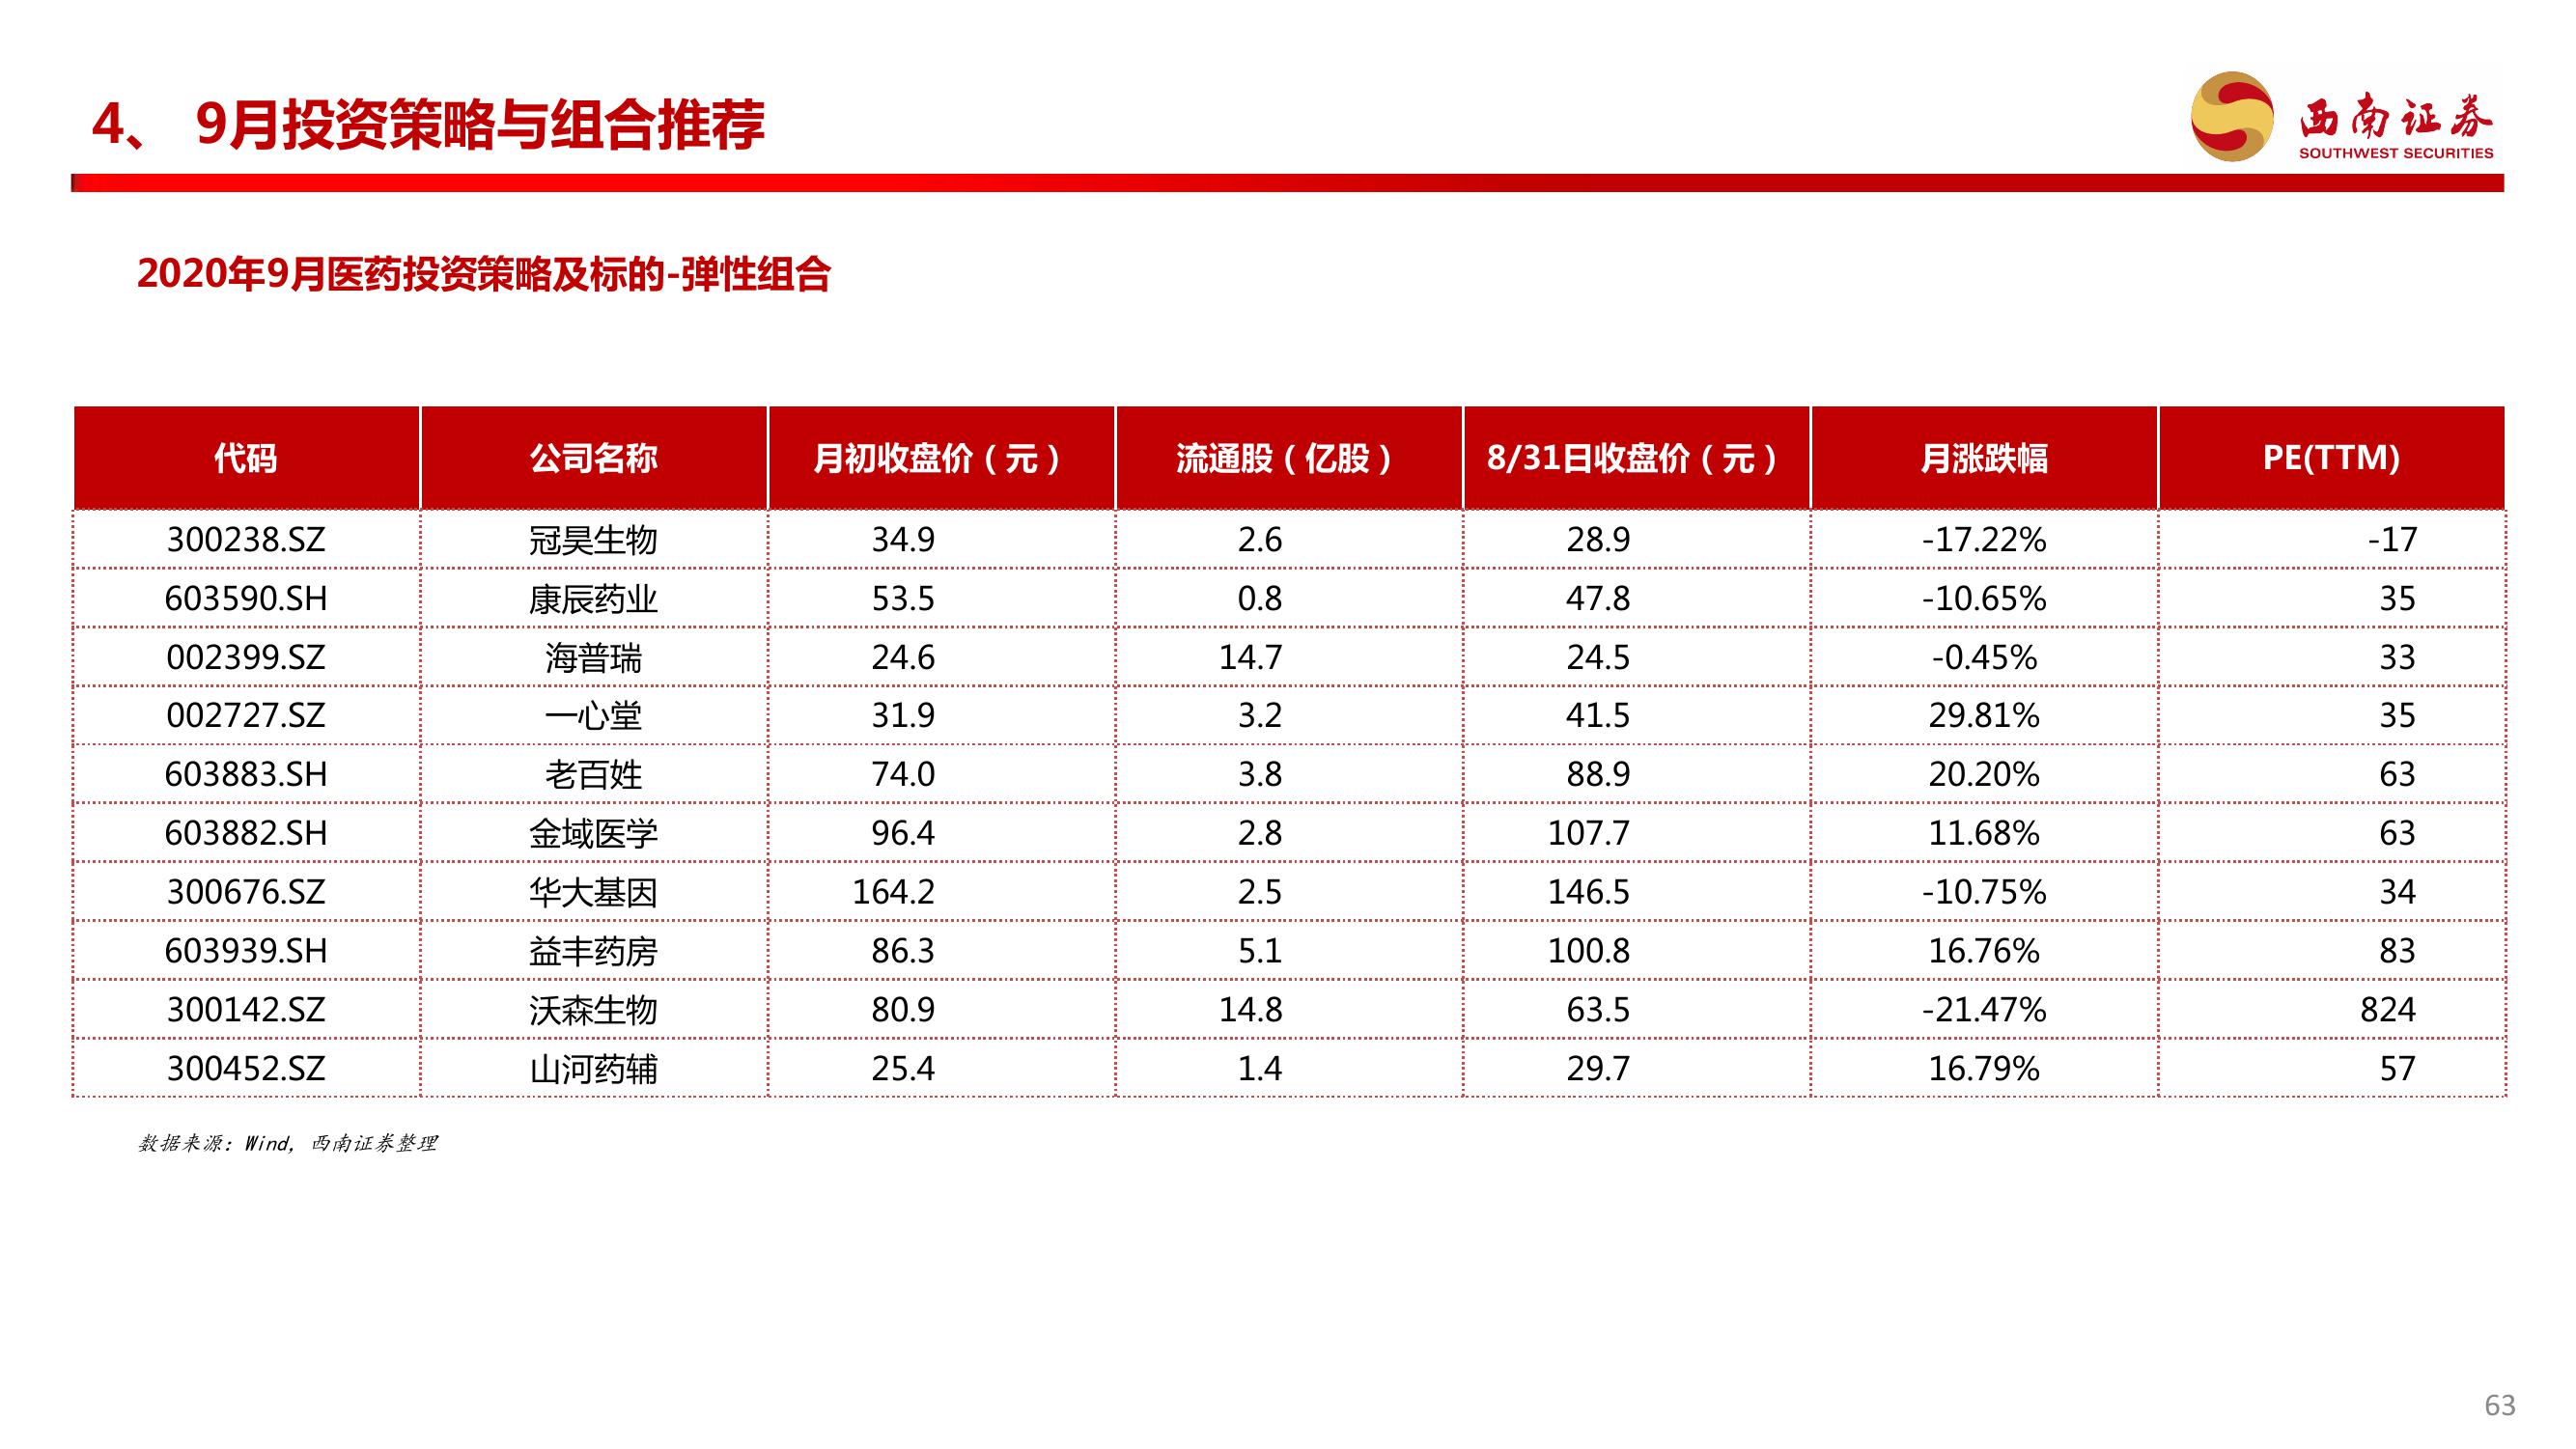 4、 9月投资策略与组合推荐
西南证券
SOUTHWEST SECURITIES
2020年9月医药投资策略及标的-弹性组合
代码 公司名称 月初收盘价（元） 流通股（亿股） 8/31日收盘价（元） 月涨跌幅 PE(TTM)
300238.SZ 冠昊生物 34.9 2.6 28.9 -17.22% -17
603590.SH 康辰药业 53.5 0.8 47.8 -10.65% 35
002399.SZ 海普瑞 24.6 14.7 24.5 -0.45% 33
002727.SZ 一心堂 31.9 3.2 41.5 29.81% 35
603883.SH 老百姓 74.0 3.8 88.9 20.20% 63
603882.SH 金域医学 96.4 2.8 107.7 11.68% 63
300676.SZ 华大基因 164.2 2.5 146.5 -10.75% 34
603939.SH 益丰药房 86.3 5.1 100.8 16.76% 83
300142.SZ 沃森生物 80.9 14.8 63.5 -21.47% 824
300452.SZ 山河药辅 25.4 1.4 29.7 16.79% 57
数据来源：Wind，西南证券整理
63